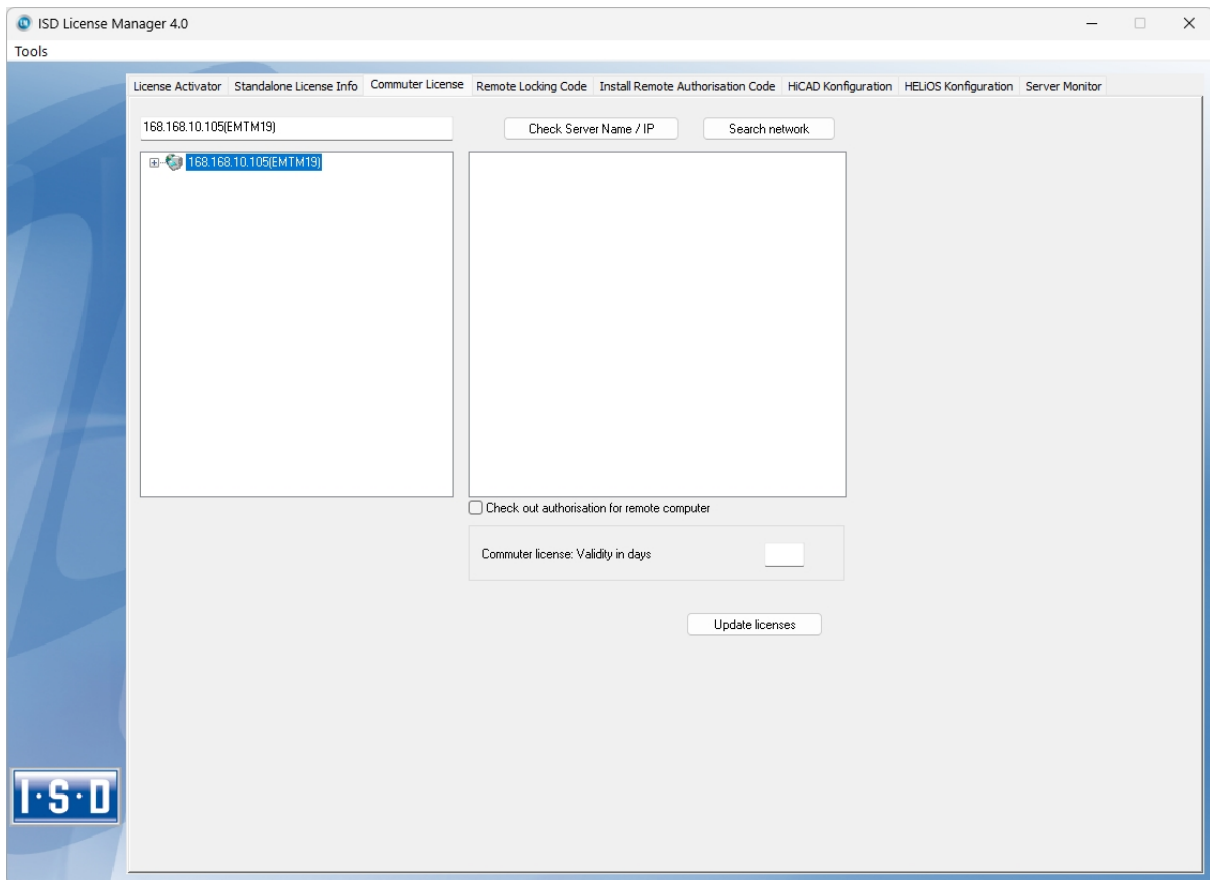 ISD License Manager 4.0
Tools
License Activator Standalone License Info Commuter License Remote Locking Code Install Remote Authorisation Code HiCAD Konfiguration HELiOS Konfiguration Server Monitor
168.168.10.105(EMTM19) Check Server Name / IP Search network
168.168.10.105(EMTM19)
Check out authorisation for remote computer
Commuter license: Validity in days
Update licenses
I·S·D